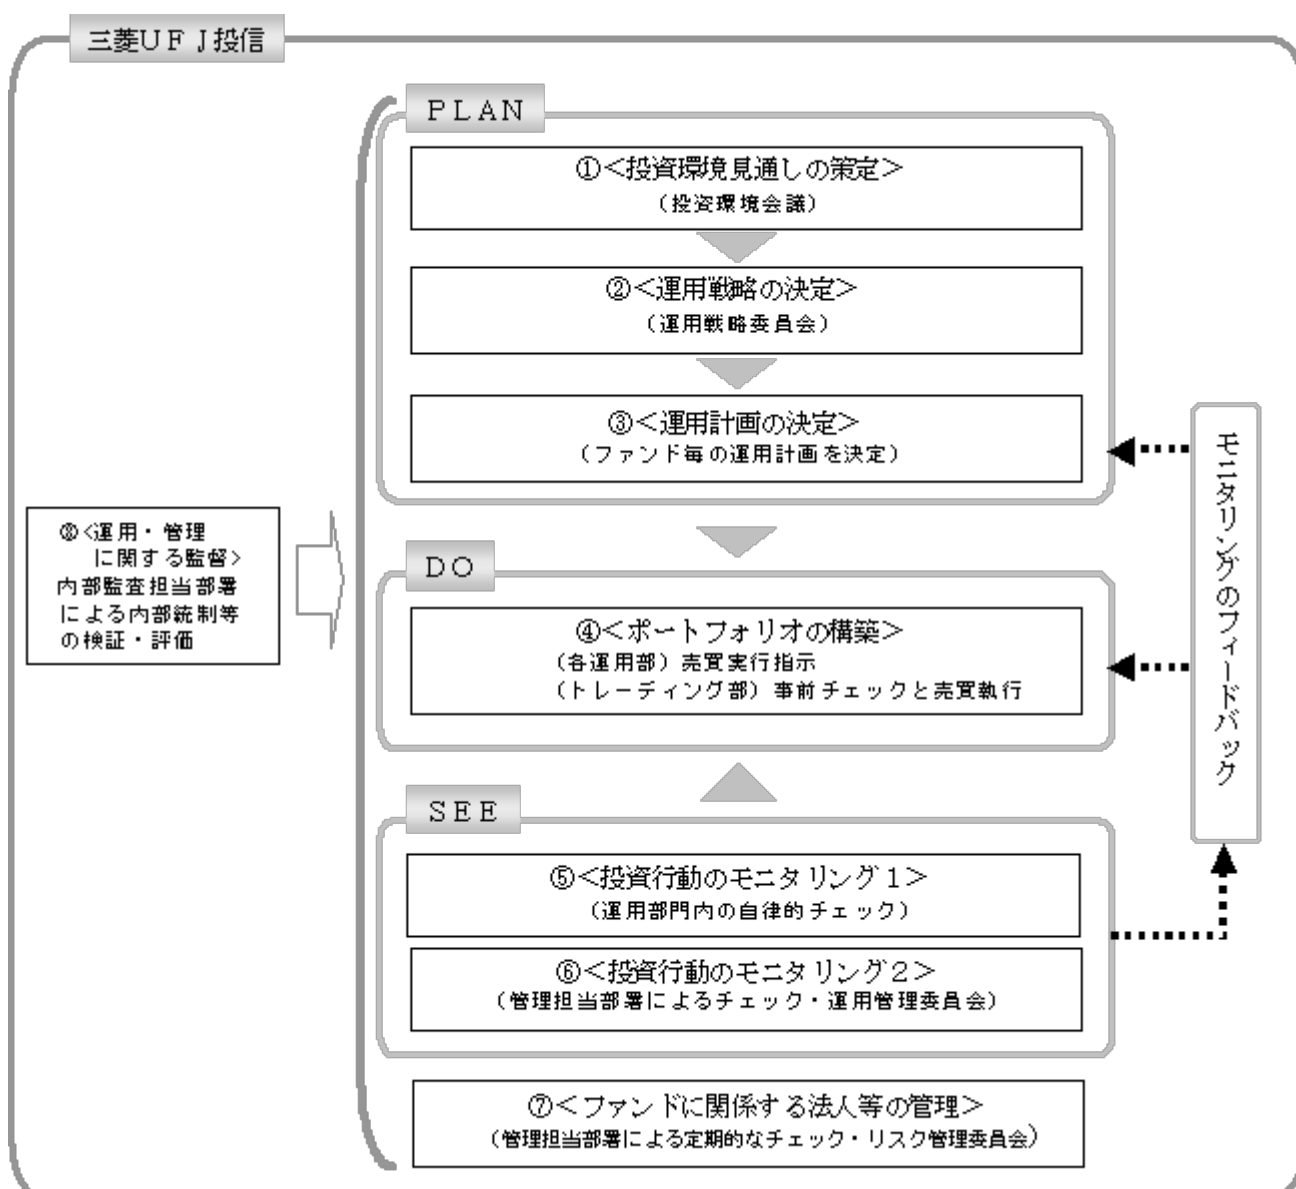 三菱ＵＦＪ投信
ＰＬＡＮ
①＜投資環境見通しの策定＞
（投資環境会議）
②＜運用戦略の決定＞
（運用戦略委員会）
③＜運用計画の決定＞
（ファンド毎の運用計画を決定）
⑧＜運用・管理
に関する監督＞
内部監査担当部署
による内部統制等
の検証・評価
ＤＯ
④＜ポートフォリオの構築＞
（各運用部）売買実行指示
（トレーディング部）事前チェックと売買執行
ＳＥＥ
⑤＜投資行動のモニタリング１＞
（運用部門内の自律的チェック）
⑥＜投資行動のモニタリング２＞
（管理担当部署によるチェック・運用管理委員会）
⑦＜ファンドに関係する法人等の管理＞
（管理担当部署による定期的なチェック・リスク管理委員会）
モニタリングのフィードバック